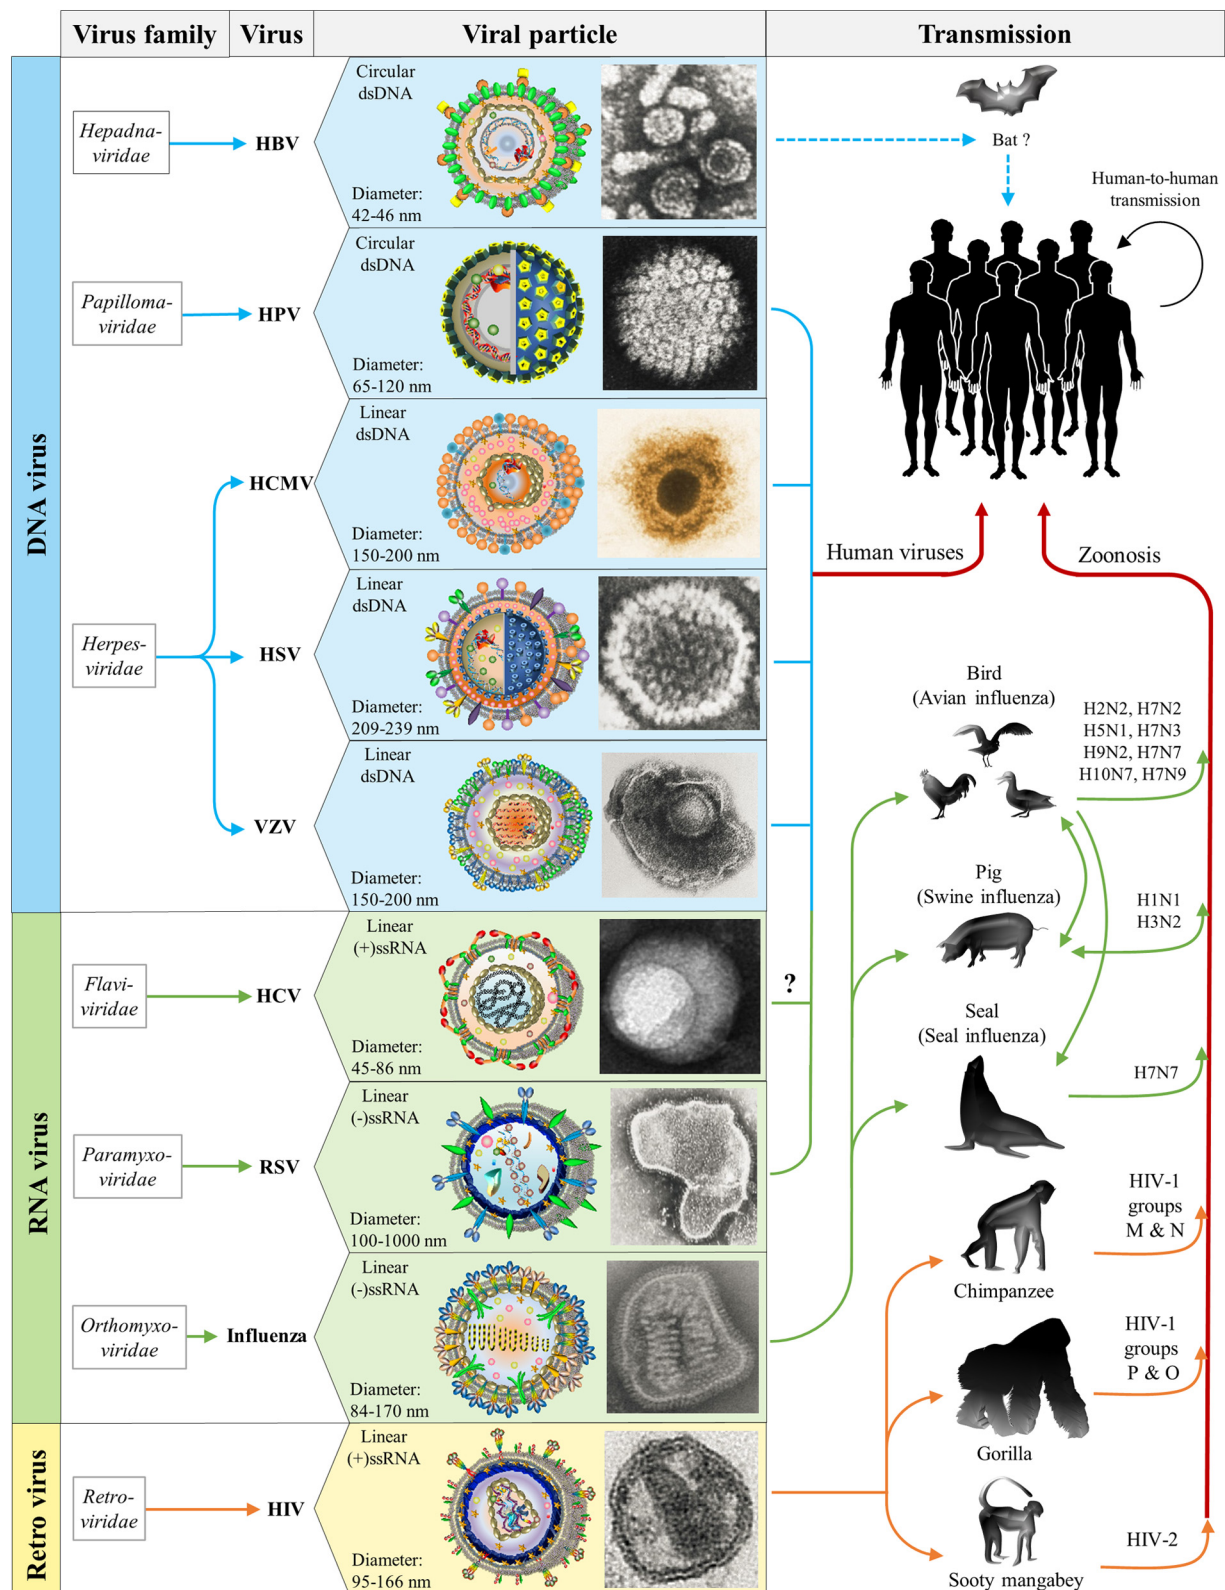 Virus family
Virus
Viral particle
Transmission
DNA virus
RNA virus
Retro virus
Hepadna-
viridae
HBV
Circular
dsDNA
Diameter:
42-46 nm
Bat ?
Human-to-human
transmission
Papilloma-
viridae
HPV
Circular
dsDNA
Diameter:
65-120 nm
Herpes-
viridae
HCMV
Linear
dsDNA
Diameter:
150-200 nm
Human viruses
Zoonosis
HSV
Linear
dsDNA
Diameter:
209-239 nm
VZV
Linear
dsDNA
Diameter:
150-200 nm
Bird
(Avian influenza)
H2N2, H7N2
H5N1, H7N3
H9N2, H7N7
H10N7, H7N9
Pig
(Swine influenza)
H1N1
H3N2
Flavi-
viridae
HCV
Linear
(+)ssRNA
Diameter:
45-86 nm
?
Seal
(Seal influenza)
H7N7
Paramyxo-
viridae
RSV
Linear
(-)ssRNA
Diameter:
100-1000 nm
Chimpanzee
HIV-1
groups
M & N
Orthomyxo-
viridae
Influenza
Linear
(-)ssRNA
Diameter:
84-170 nm
Gorilla
HIV-1
groups
P & O
Retro-
viridae
HIV
Linear
(+)ssRNA
Diameter:
95-166 nm
Sooty mangabey
HIV-2